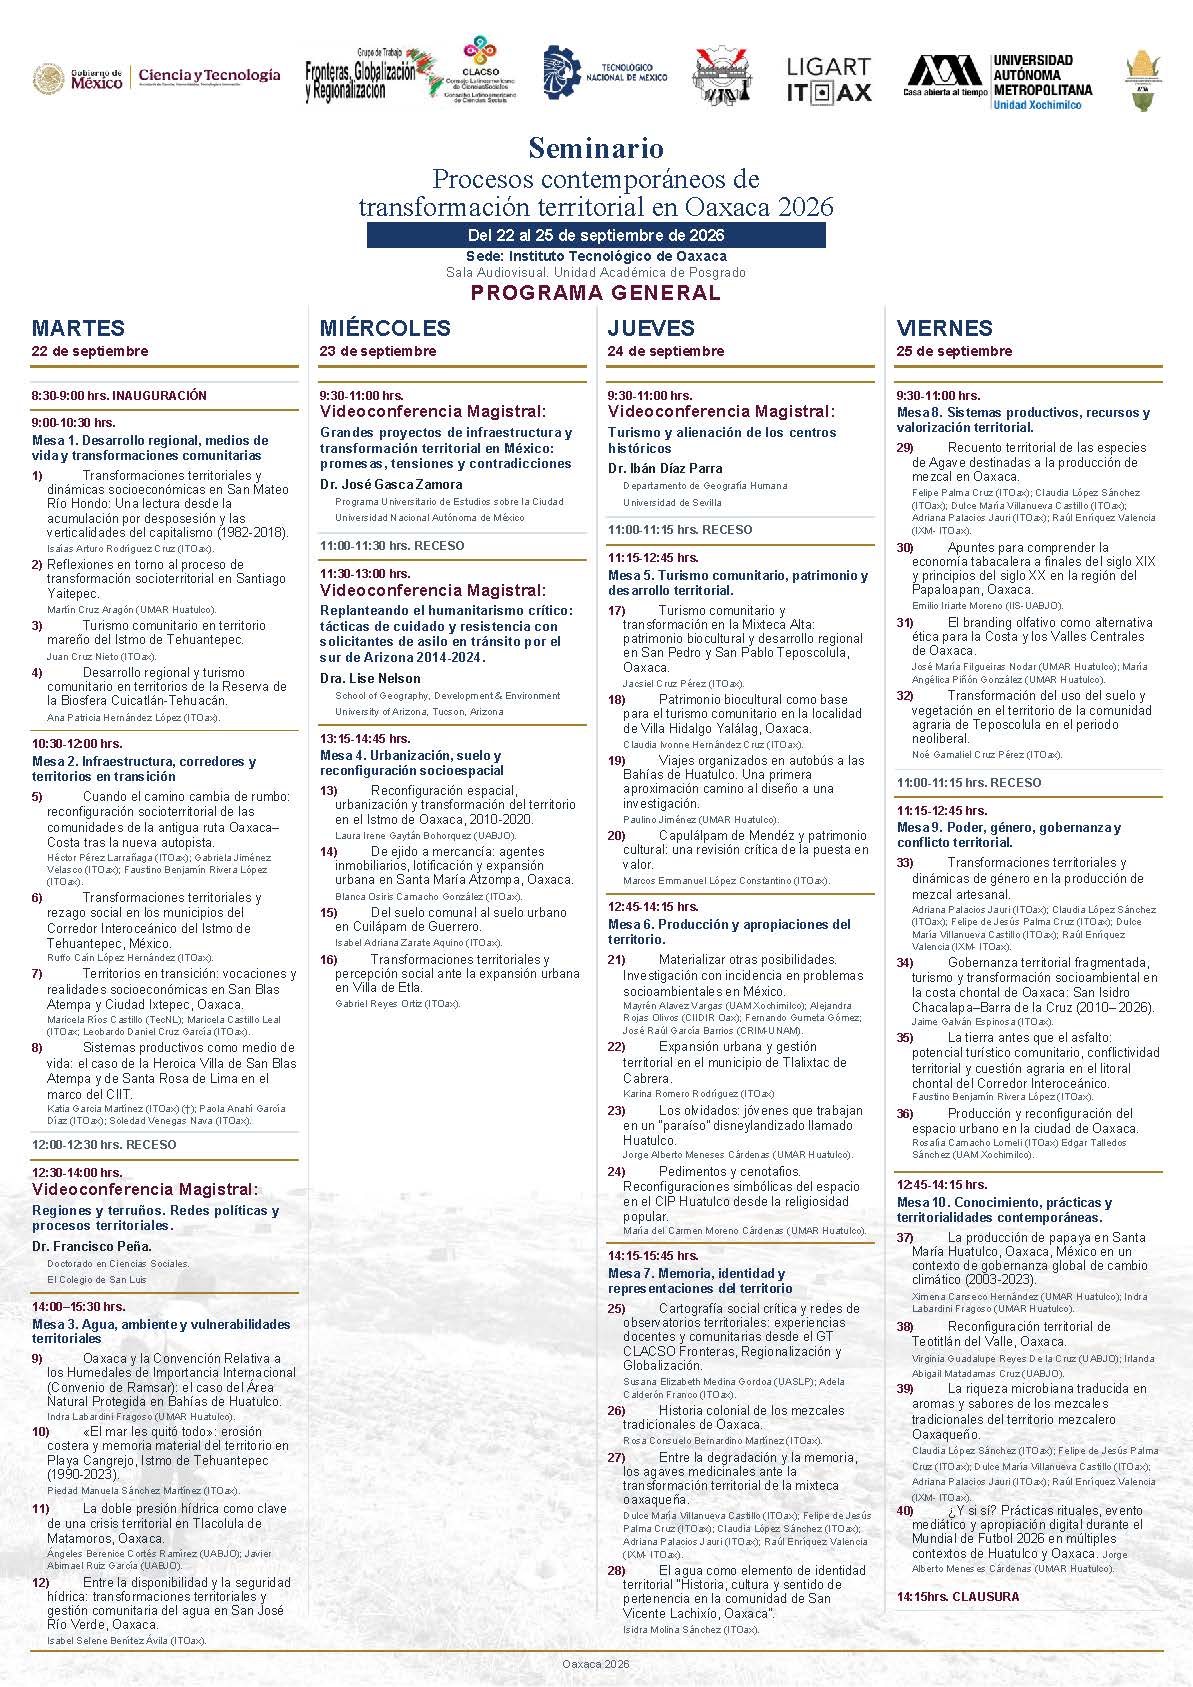 Gobierno de
México
Ciencia y Tecnología
Grupo de Trabajo
Fronteras, Globalización
y Regionalización
CLACSO
Consejo Latinoamericano
de Ciencias Sociales
Conselho Latino-americano
de Ciências Sociais
TECNOLÓGICO
NACIONAL DE MÉXICO
LIGART
ITOAX
Casa abierta al tiempo
UNIVERSIDAD
AUTÓNOMA
METROPOLITANA
Unidad Xochimilco
Seminario
Procesos contemporáneos de
transformación territorial en Oaxaca 2026
Del 22 al 25 de septiembre de 2026
Sede: Instituto Tecnológico de Oaxaca
Sala Audiovisual. Unidad Académica de Posgrado
PROGRAMA GENERAL
MARTES
22 de septiembre
8:30-9:00 hrs. INAUGURACIÓN
9:00-10:30 hrs.
Mesa 1. Desarrollo regional, medios de
vida y transformaciones comunitarias
1) Transformaciones territoriales y
dinámicas socioeconómicas en San Mateo
Río Hondo: Una lectura desde la
acumulación por desposesión y las
verticalidades del capitalismo (1982-2018).
Isaías Arturo Rodríguez Cruz (ITOax).
2) Reflexiones en torno al proceso de
transformación socioterritorial en Santiago
Yaitepec.
Martín Cruz Aragón (UMAR Huatulco).
3) Turismo comunitario en territorio
mareño del Istmo de Tehuantepec.
Juan Cruz Nieto (ITOax).
4) Desarrollo regional y turismo
comunitario en territorios de la Reserva de
la Biosfera Cuicatlán-Tehuacán.
Ana Patricia Hernández López (ITOax).
10:30-12:00 hrs.
Mesa 2. Infraestructura, corredores y
territorios en transición
5) Cuando el camino cambia de rumbo:
reconfiguración socioterritorial de las
comunidades de la antigua ruta Oaxaca–
Costa tras la nueva autopista.
Héctor Pérez Larrañaga (ITOax); Gabriela Jiménez
Velasco (ITOax); Faustino Benjamín Rivera López
(ITOax).
6) Transformaciones territoriales y
rezago social en los municipios del
Corredor Interoceánico del Istmo de
Tehuantepec, México.
Ruffo Caín López Hernández (ITOax).
7) Territorios en transición: vocaciones y
realidades socioeconómicas en San Blas
Atempa y Ciudad Ixtepec, Oaxaca.
Maricela Ríos Castillo (TecNL); Maricela Castillo Leal
(ITOax; Leobardo Daniel Cruz García (ITOax).
8) Sistemas productivos como medio de
vida: el caso de la Heroica Villa de San Blas
Atempa y de Santa Rosa de Lima en el
marco del CIIT.
Katia Garcia Martínez (ITOax) (†); Paola Anahí García
Díaz (ITOax); Soledad Venegas Nava (ITOax).
12:00-12:30 hrs. RECESO
12:30-14:00 hrs.
Videoconferencia Magistral:
Regiones y terruños. Redes políticas y
procesos territoriales.
Dr. Francisco Peña.
Doctorado en Ciencias Sociales.
El Colegio de San Luis
14:00–15:30 hrs.
Mesa 3. Agua, ambiente y vulnerabilidades
territoriales
9) Oaxaca y la Convención Relativa a
los Humedales de Importancia Internacional
(Convenio de Ramsar): el caso del Área
Natural Protegida en Bahías de Huatulco.
Indra Labardini Fragoso (UMAR Huatulco).
10) «El mar les quitó todo»: erosión
costera y memoria material del territorio en
Playa Cangrejo, Istmo de Tehuantepec
(1990-2023).
Piedad Manuela Sánchez Martínez (ITOax).
11) La doble presión hídrica como clave
de una crisis territorial en Tlacolula de
Matamoros, Oaxaca.
Ángeles Berenice Cortés Ramírez (UABJO); Javier
Abimael Ruiz García (UABJO).
12) Entre la disponibilidad y la seguridad
hídrica: transformaciones territoriales y
gestión comunitaria del agua en San José
Río Verde, Oaxaca.
Isabel Selene Benítez Ávila (ITOax).
MIÉRCOLES
23 de septiembre
9:30-11:00 hrs.
Videoconferencia Magistral:
Grandes proyectos de infraestructura y
transformación territorial en México:
promesas, tensiones y contradicciones
Dr. José Gasca Zamora
Programa Universitario de Estudios sobre la Ciudad
Universidad Nacional Autónoma de México
11:00-11:30 hrs. RECESO
11:30-13:00 hrs.
Videoconferencia Magistral:
Replanteando el humanitarismo crítico:
tácticas de cuidado y resistencia con
solicitantes de asilo en tránsito por el
sur de Arizona 2014-2024.
Dra. Lise Nelson
School of Geography, Development & Environment
University of Arizona, Tucson, Arizona
13:15-14:45 hrs.
Mesa 4. Urbanización, suelo y
reconfiguración socioespacial
13) Reconfiguración espacial,
urbanización y transformación del territorio
en el Istmo de Oaxaca, 2010-2020.
Laura Irene Gaytán Bohorquez (UABJO).
14) De ejido a mercancía: agentes
inmobiliarios, lotificación y expansión
urbana en Santa María Atzompa, Oaxaca.
Blanca Osiris Camacho González (ITOax).
15) Del suelo comunal al suelo urbano
en Cuilápam de Guerrero.
Isabel Adriana Zarate Aquino (ITOax).
16) Transformaciones territoriales y
percepción social ante la expansión urbana
en Villa de Etla.
Gabriel Reyes Ortiz (ITOax).
JUEVES
24 de septiembre
9:30-11:00 hrs.
Videoconferencia Magistral:
Turismo y alienación de los centros
históricos
Dr. Ibán Díaz Parra
Departamento de Geografía Humana
Universidad de Sevilla
11:00-11:15 hrs. RECESO
11:15-12:45 hrs.
Mesa 5. Turismo comunitario, patrimonio y
desarrollo territorial.
17) Turismo comunitario y
transformación en la Mixteca Alta:
patrimonio biocultural y desarrollo regional
en San Pedro y San Pablo Teposcolula,
Oaxaca.
Jacsiel Cruz Pérez (ITOax).
18) Patrimonio biocultural como base
para el turismo comunitario en la localidad
de Villa Hidalgo Yalálag, Oaxaca.
Claudia Ivonne Hernández Cruz (ITOax).
19) Viajes organizados en autobús a las
Bahías de Huatulco. Una primera
aproximación camino al diseño a una
investigación.
Paulino Jiménez (UMAR Huatulco).
20) Capulálpam de Mendéz y patrimonio
cultural: una revisión crítica de la puesta en
valor.
Marcos Emmanuel López Constantino (ITOax).
12:45-14:15 hrs.
Mesa 6. Producción y apropiaciones del
territorio.
21) Materializar otras posibilidades.
Investigación con incidencia en problemas
socioambientales en México.
Mayrén Alavez Vargas (UAM Xochimilco); Alejandra
Rojas Olivos (CIIDIR Oax); Fernando Gumeta Gómez;
José Raúl García Barrios (CRIM-UNAM).
22) Expansión urbana y gestión
territorial en el municipio de Tlalixtac de
Cabrera.
Karina Romero Rodríguez (ITOax)
23) Los olvidados: jóvenes que trabajan
en un "paraíso" disneylandizado llamado
Huatulco.
Jorge Alberto Meneses Cárdenas (UMAR Huatulco).
24) Pedimentos y cenotafios.
Reconfiguraciones simbólicas del espacio
en el CIP Huatulco desde la religiosidad
popular.
María del Carmen Moreno Cárdenas (UMAR Huatulco).
14:15-15:45 hrs.
Mesa 7. Memoria, identidad y
representaciones del territorio
25) Cartografía social crítica y redes de
observatorios territoriales: experiencias
docentes y comunitarias desde el GT
CLACSO Fronteras, Regionalización y
Globalización.
Susana Elizabeth Medina Gordoa (UASLP); Adela
Calderón Franco (ITOax).
26) Historia colonial de los mezcales
tradicionales de Oaxaca.
Rosa Consuelo Bernardino Martínez (ITOax).
27) Entre la degradación y la memoria,
los agaves medicinales ante la
transformación territorial de la mixteca
oaxaqueña.
Dulce María Villanueva Castillo (ITOax); Felipe de Jesús
Palma Cruz (ITOax); Claudia López Sánchez (ITOax);
Adriana Palacios Jauri (ITOax); Raúl Enríquez Valencia
(IXM- ITOax).
28) El agua como elemento de identidad
territorial "Historia, cultura y sentido de
pertenencia en la comunidad de San
Vicente Lachixío, Oaxaca".
Isidra Molina Sánchez (ITOax).
VIERNES
25 de septiembre
9:30-11:00 hrs.
Mesa 8. Sistemas productivos, recursos y
valorización territorial.
29) Recuento territorial de las especies
de Agave destinadas a la producción de
mezcal en Oaxaca.
Felipe Palma Cruz (ITOax); Claudia López Sánchez
(ITOax); Dulce María Villanueva Castillo (ITOax);
Adriana Palacios Jauri (ITOax); Raúl Enríquez Valencia
(IXM- ITOax).
30) Apuntes para comprender la
economía tabacalera a finales del siglo XIX
y principios del siglo XX en la región del
Papaloapan, Oaxaca.
Emilio Iriarte Moreno (IIS-UABJO).
31) El branding olfativo como alternativa
ética para la Costa y los Valles Centrales
de Oaxaca.
José María Filgueiras Nodar (UMAR Huatulco); María
Angélica Piñón González (UMAR Huatulco).
32) Transformación del uso del suelo y
vegetación en el territorio de la comunidad
agraria de Teposcolula en el periodo
neoliberal.
Noé Gamaliel Cruz Pérez (ITOax).
11:00-11:15 hrs. RECESO
11:15-12:45 hrs.
Mesa 9. Poder, género, gobernanza y
conflicto territorial.
33) Transformaciones territoriales y
dinámicas de género en la producción de
mezcal artesanal.
Adriana Palacios Jauri (ITOax); Claudia López Sánchez
(ITOax); Felipe de Jesús Palma Cruz (ITOax); Dulce
María Villanueva Castillo (ITOax); Raúl Enríquez
Valencia (IXM- ITOax).
34) Gobernanza territorial fragmentada,
turismo y transformación socioambiental en
la costa chontal de Oaxaca: San Isidro
Chacalapa–Barra de la Cruz (2010– 2026).
Jaime Galván Espinosa (ITOax).
35) La tierra antes que el asfalto:
potencial turístico comunitario, conflictividad
territorial y cuestión agraria en el litoral
chontal del Corredor Interoceánico.
Faustino Benjamín Rivera López (ITOax).
36) Producción y reconfiguración del
espacio urbano en la ciudad de Oaxaca.
Rosalía Camacho Lomelí (ITOax) Edgar Talledos
Sánchez (UAM Xochimilco).
12:45-14:15 hrs.
Mesa 10. Conocimiento, prácticas y
territorialidades contemporáneas.
37) La producción de papaya en Santa
María Huatulco, Oaxaca, México en un
contexto de gobernanza global de cambio
climático (2003-2023).
Ximena Canseco Hernández (UMAR Huatulco); Indra
Labardini Fragoso (UMAR Huatulco).
38) Reconfiguración territorial de
Teotitlán del Valle, Oaxaca.
Virginia Guadalupe Reyes De la Cruz (UABJO); Irlanda
Abigail Matadamas Cruz (UABJO).
39) La riqueza microbiana traducida en
aromas y sabores de los mezcales
tradicionales del territorio mezcalero
Oaxaqueño.
Claudia López Sánchez (ITOax); Felipe de Jesús Palma
Cruz (ITOax); Dulce María Villanueva Castillo (ITOax);
Adriana Palacios Jauri (ITOax); Raúl Enríquez Valencia
(IXM- ITOax).
40) ¿Y si sí? Prácticas rituales, evento
mediático y apropiación digital durante el
Mundial de Futbol 2026 en múltiples
contextos de Huatulco y Oaxaca. Jorge
Alberto Meneses Cárdenas (UMAR Huatulco).
14:15hrs. CLAUSURA
Oaxaca 2026